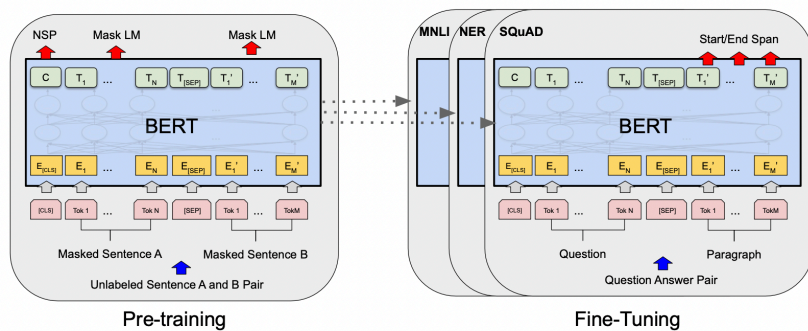 NSP Mask LM Mask LM
C T1 ... TN T[SEP] T1' ... TM'
BERT
E[CLS] E1 ... EN E[SEP] E1' ... EM'
[CLS] Tok 1 ... Tok N [SEP] Tok 1 ... TokM
Masked Sentence A Masked Sentence B
Unlabeled Sentence A and B Pair
Pre-training
MNLI NER SQuAD
Start/End Span
C T1 ... TN T[SEP] T1' ... TM'
BERT
E[CLS] E1 ... EN E[SEP] E1' ... EM'
[CLS] Tok 1 ... Tok N [SEP] Tok 1 ... TokM
Question Paragraph
Question Answer Pair
Fine-Tuning